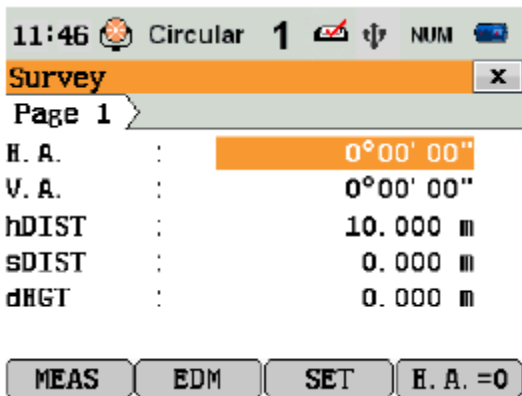 11:46 Circular 1 NUM
Survey x
Page 1
H.A. : 0°00'00"
V.A. : 0°00'00"
hDIST : 10.000 m
sDIST : 0.000 m
dHGT : 0.000 m
MEAS EDM SET H.A.=0